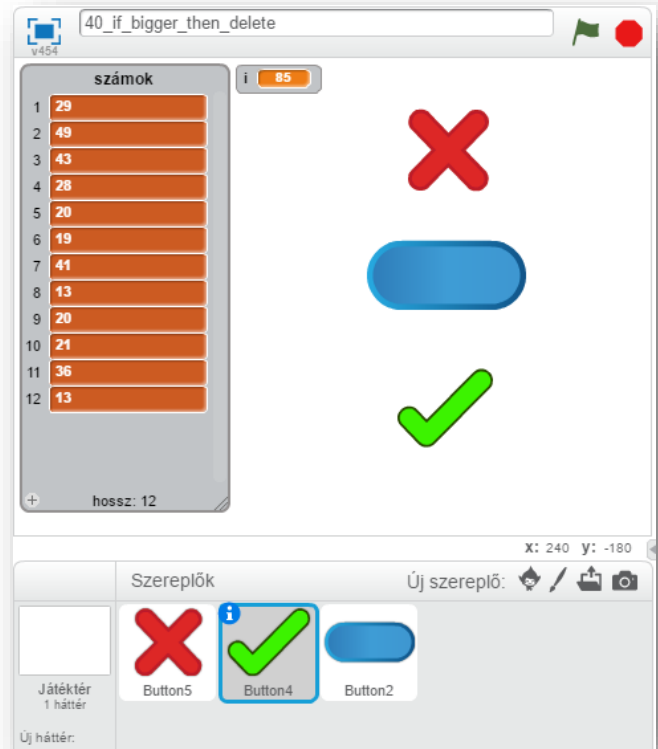 40_if_bigger_then_delete
v454
számok
i 85
1 29
2 49
3 43
4 28
5 20
6 19
7 41
8 13
9 20
10 21
11 36
12 13
+ hossz: 12
x: 240 y: -180
Szereplők Új szereplő:
Játéktér
1 háttér
Új háttér:
Button5 Button4 Button2